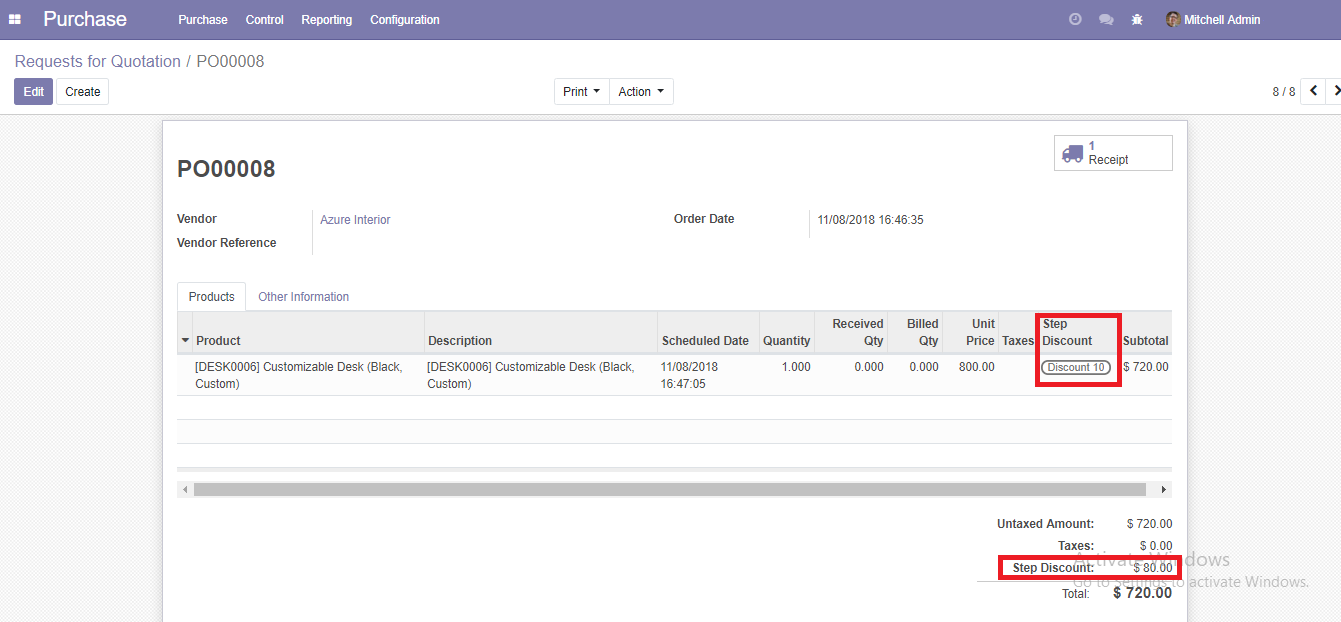 Purchase Purchase Control Reporting Configuration Mitchell Admin
Requests for Quotation / PO00008
Edit Create Print Action 8 / 8
1
Receipt
PO00008
Vendor Azure Interior Order Date 11/08/2018 16:46:35
Vendor Reference
Products Other Information
Received Billed Unit Step
Product Description Scheduled Date Quantity Qty Qty Price Taxes Discount Subtotal
[DESK0006] Customizable Desk (Black, [DESK0006] Customizable Desk (Black, 11/08/2018 1.000 0.000 0.000 800.00 Discount 10 $ 720.00
Custom) Custom) 16:47:05
Untaxed Amount: $ 720.00
Taxes: $ 0.00
Activate Windows
Step Discount: $ 80.00
Go to Settings to activate Windows.
Total: $ 720.00